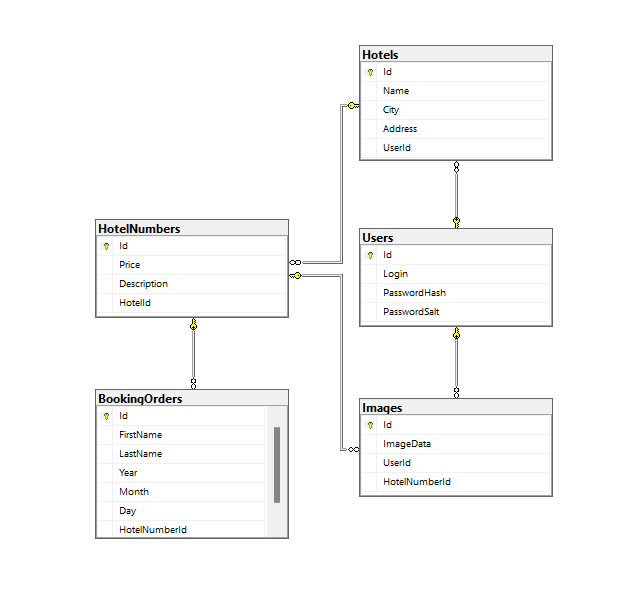 Hotels
Id
Name
City
Address
UserId
HotelNumbers
Id
Price
Description
HotelId
Users
Id
Login
PasswordHash
PasswordSalt
BookingOrders
Id
FirstName
LastName
Year
Month
Day
HotelNumberId
Images
Id
ImageData
UserId
HotelNumberId